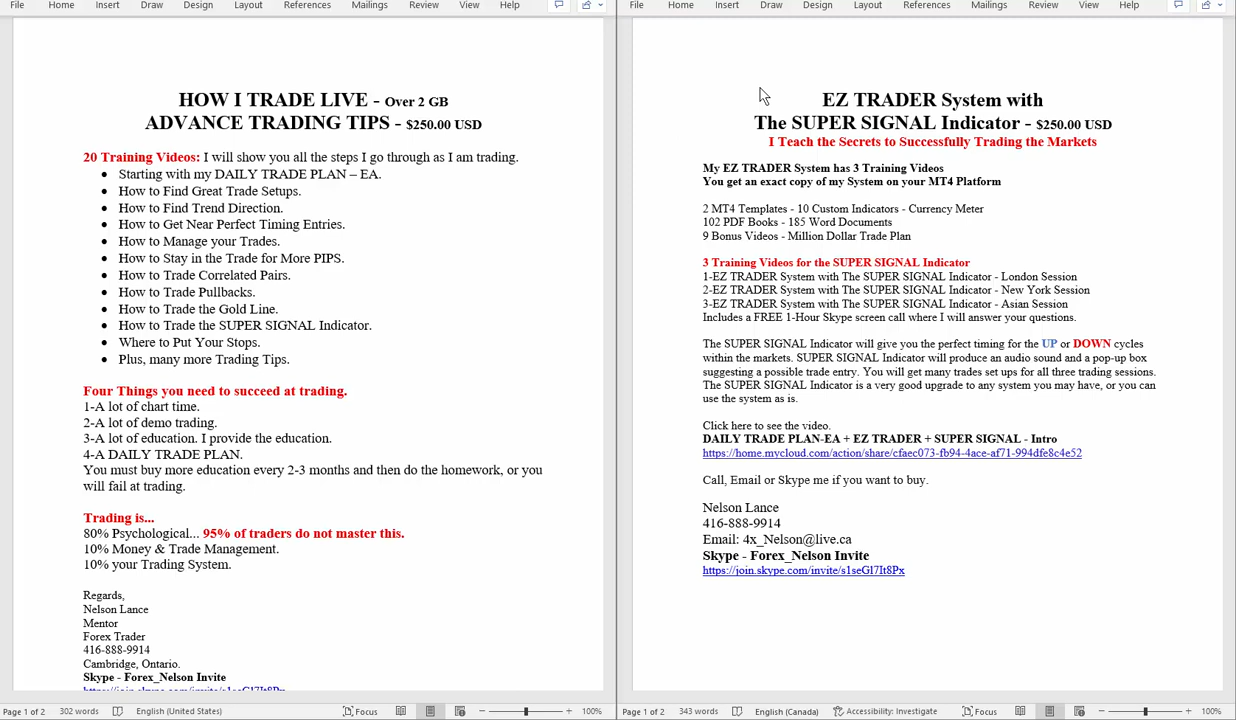 File Home Insert Draw Design Layout References Mailings Review View Help
HOW I TRADE LIVE - Over 2 GB
ADVANCE TRADING TIPS - $250.00 USD
20 Training Videos: I will show you all the steps I go through as I am trading.
• Starting with my DAILY TRADE PLAN – EA.
• How to Find Great Trade Setups.
• How to Find Trend Direction.
• How to Get Near Perfect Timing Entries.
• How to Manage your Trades.
• How to Stay in the Trade for More PIPS.
• How to Trade Correlated Pairs.
• How to Trade Pullbacks.
• How to Trade the Gold Line.
• How to Trade the SUPER SIGNAL Indicator.
• Where to Put Your Stops.
• Plus, many more Trading Tips.
Four Things you need to succeed at trading.
1-A lot of chart time.
2-A lot of demo trading.
3-A lot of education. I provide the education.
4-A DAILY TRADE PLAN.
You must buy more education every 2-3 months and then do the homework, or you
will fail at trading.
Trading is...
80% Psychological... 95% of traders do not master this.
10% Money & Trade Management.
10% your Trading System.
Regards,
Nelson Lance
Mentor
Forex Trader
416-888-9914
Cambridge, Ontario.
Skype - Forex_Nelson Invite
https://join.skype.com/invite/s1seGl7It8Px
Page 1 of 2 302 words English (United States) Focus 100%
File Home Insert Draw Design Layout References Mailings Review View Help
EZ TRADER System with
The SUPER SIGNAL Indicator - $250.00 USD
I Teach the Secrets to Successfully Trading the Markets
My EZ TRADER System has 3 Training Videos
You get an exact copy of my System on your MT4 Platform
2 MT4 Templates - 10 Custom Indicators - Currency Meter
102 PDF Books - 185 Word Documents
9 Bonus Videos - Million Dollar Trade Plan
3 Training Videos for the SUPER SIGNAL Indicator
1-EZ TRADER System with The SUPER SIGNAL Indicator - London Session
2-EZ TRADER System with The SUPER SIGNAL Indicator - New York Session
3-EZ TRADER System with The SUPER SIGNAL Indicator - Asian Session
Includes a FREE 1-Hour Skype screen call where I will answer your questions.
The SUPER SIGNAL Indicator will give you the perfect timing for the UP or DOWN cycles
within the markets. SUPER SIGNAL Indicator will produce an audio sound and a pop-up box
suggesting a possible trade entry. You will get many trades set ups for all three trading sessions.
The SUPER SIGNAL Indicator is a very good upgrade to any system you may have, or you can
use the system as is.
Click here to see the video.
DAILY TRADE PLAN-EA + EZ TRADER + SUPER SIGNAL - Intro
https://home.mycloud.com/action/share/cfaec073-fb94-4ace-af71-994dfe8c4e52
Call, Email or Skype me if you want to buy.
Nelson Lance
416-888-9914
Email: 4x_Nelson@live.ca
Skype - Forex_Nelson Invite
https://join.skype.com/invite/s1seGl7It8Px
Page 1 of 2 343 words English (Canada) Accessibility: Investigate Focus 100%